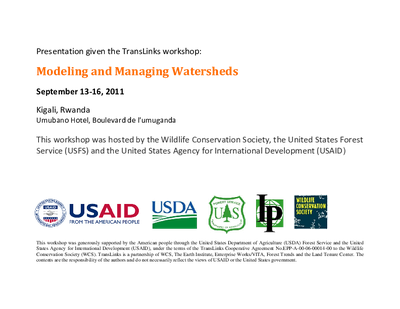 Presentation given the TransLinks workshop:
Modeling and Managing Watersheds
September 13-16, 2011
Kigali, Rwanda
Umubano Hotel, Boulevard de l'umuganda
This workshop was hosted by the Wildlife Conservation Society, the United States Forest
Service (USFS) and the United States Agency for International Development (USAID)
USAID
FROM THE AMERICAN PEOPLE
USDA
FOREST SERVICE
US
IP
WILDLIFE
CONSERVATION
SOCIETY
This workshop was generously supported by the American people through the United States Department of Agriculture (USDA) Forest Service and the United
States Agency for International Development (USAID), under the terms of the TransLinks Cooperative Agreement No.EPP-A-00-06-00014-00 to the Wildlife
Conservation Society (WCS). TransLinks is a partnership of WCS, The Earth Institute, Enterprise Works/VITA, Forest Trends and the Land Tenure Center. The
contents are the responsibility of the authors and do not necessarily reflect the views of USAID or the United States government.